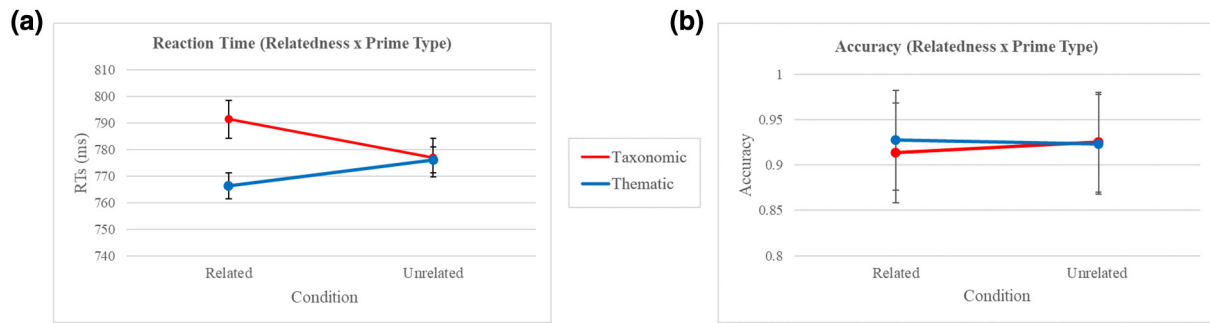 (a)
Reaction Time (Relatedness x Prime Type)
810
800
790
780
770
760
750
740
RTs (ms)
Related
Unrelated
Condition
Taxonomic
Thematic
(b)
Accuracy (Relatedness x Prime Type)
1
0.95
0.9
0.85
0.8
Accuracy
Related
Unrelated
Condition